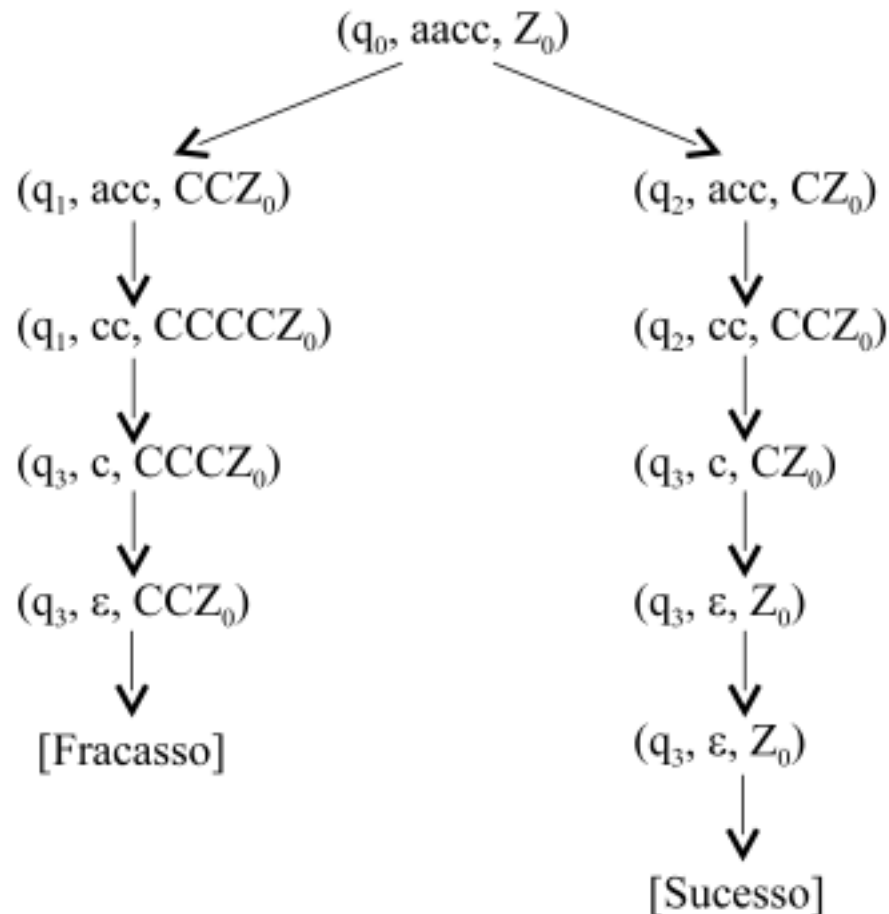 (q₀, aacc, Z₀)
(q₁, acc, CCZ₀)
(q₂, acc, CZ₀)
(q₁, cc, CCCCZ₀)
(q₂, cc, CCZ₀)
(q₃, c, CCCZ₀)
(q₃, c, CZ₀)
(q₃, ε, CCZ₀)
(q₃, ε, Z₀)
[Fracasso]
(q₃, ε, Z₀)
[Sucesso]